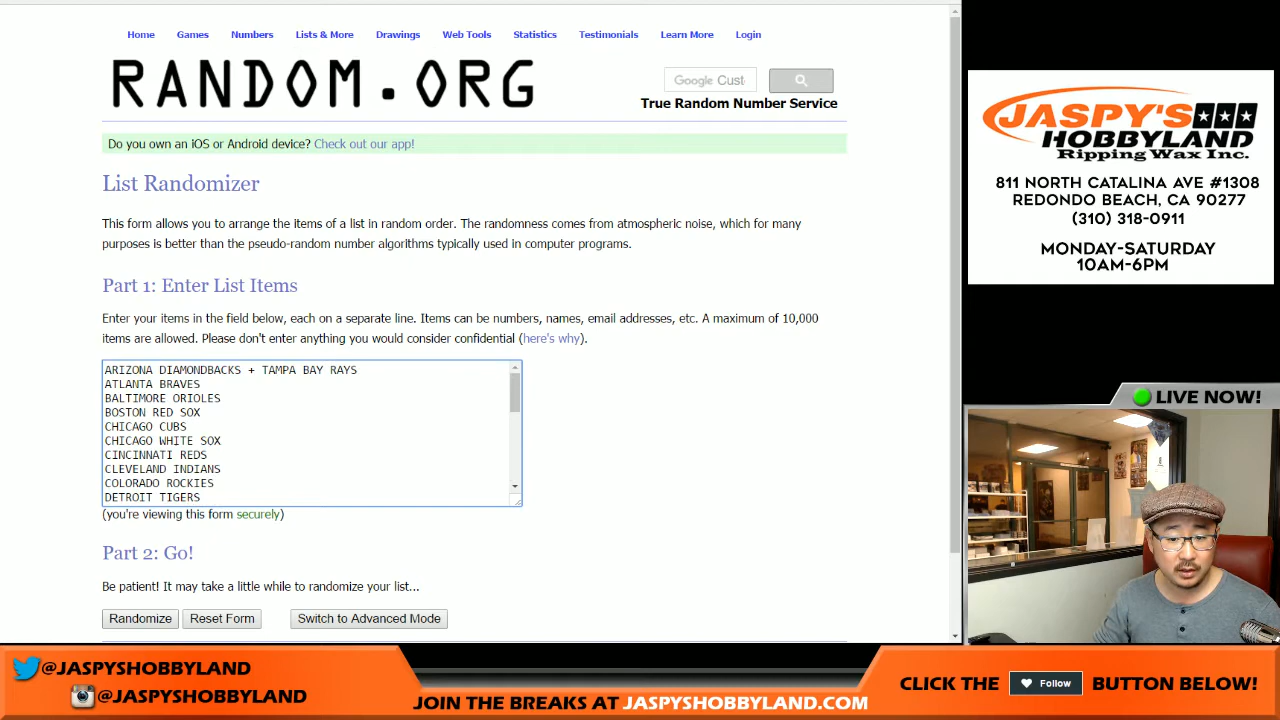 Home Games Numbers Lists & More Drawings Web Tools Statistics Testimonials Learn More Login
RANDOM.ORG
Google Cust
True Random Number Service
Do you own an iOS or Android device? Check out our app!
List Randomizer
This form allows you to arrange the items of a list in random order. The randomness comes from atmospheric noise, which for many
purposes is better than the pseudo-random number algorithms typically used in computer programs.
Part 1: Enter List Items
Enter your items in the field below, each on a separate line. Items can be numbers, names, email addresses, etc. A maximum of 10,000
items are allowed. Please don't enter anything you would consider confidential (here's why).
ARIZONA DIAMONDBACKS + TAMPA BAY RAYS
ATLANTA BRAVES
BALTIMORE ORIOLES
BOSTON RED SOX
CHICAGO CUBS
CHICAGO WHITE SOX
CINCINNATI REDS
CLEVELAND INDIANS
COLORADO ROCKIES
DETROIT TIGERS
(you're viewing this form securely)
Part 2: Go!
Be patient! It may take a little while to randomize your list...
Randomize Reset Form Switch to Advanced Mode
JASPY'S
HOBBYLAND
Ripping Wax Inc.
811 NORTH CATALINA AVE #1308
REDONDO BEACH, CA 90277
(310) 318-0911
MONDAY-SATURDAY
10AM-6PM
LIVE NOW!
@JASPYSHOBBYLAND
@JASPYSHOBBYLAND
JOIN THE BREAKS AT JASPYSHOBBYLAND.COM
CLICK THE Follow BUTTON BELOW!